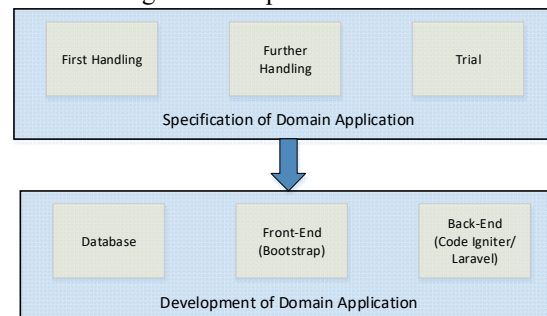 First Handling
Further
Handling
Trial
Specification of Domain Application
Database
Front-End
(Bootstrap)
Back-End
(Code Igniter/
Laravel)
Development of Domain Application